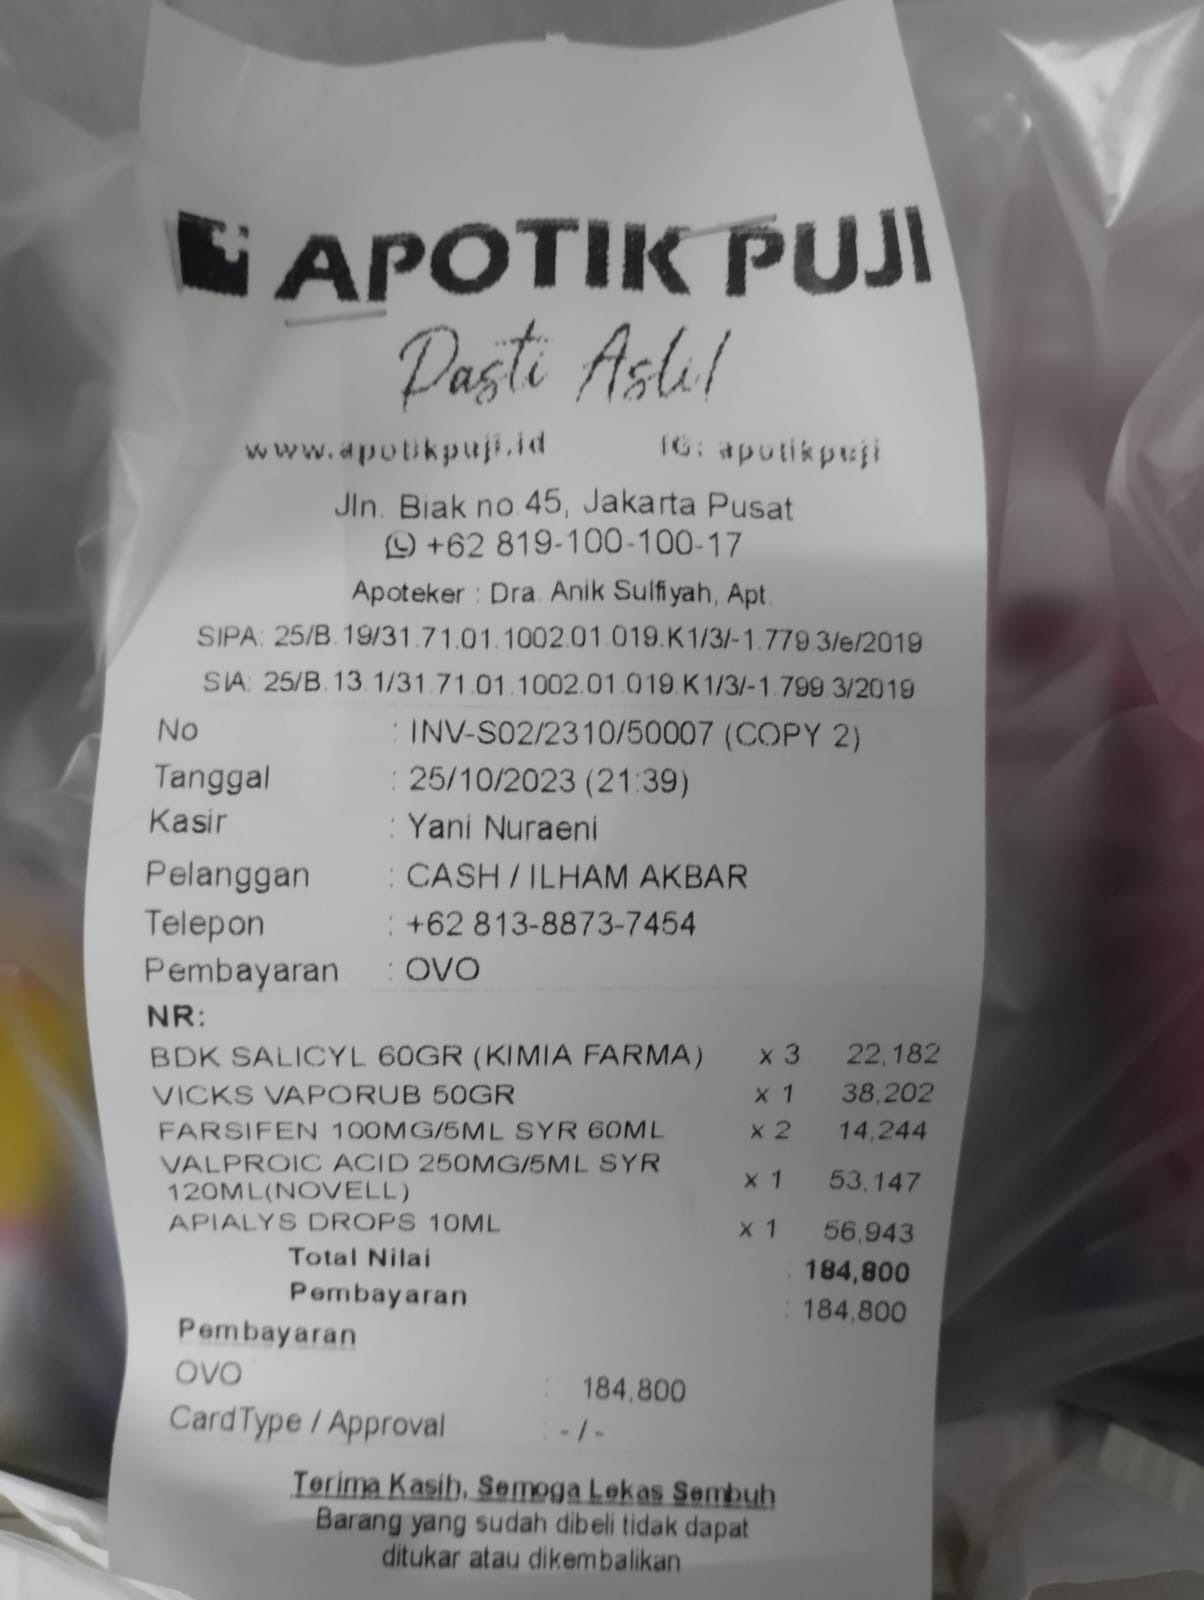 APOTIK PUJI
Pasti Asli!
www.apotikpuji.id IG: apotikpuji
Jln. Biak no 45, Jakarta Pusat
+62 819-100-100-17
Apoteker : Dra. Anik Sulfiyah, Apt.
SIPA: 25/B.19/31.71.01.1002.01.019.K1/3/-1.779.3/e/2019
SIA: 25/B.13.1/31.71.01.1002.01.019.K1/3/-1.799.3/2019
No : INV-S02/2310/50007 (COPY 2)
Tanggal : 25/10/2023 (21:39)
Kasir : Yani Nuraeni
Pelanggan : CASH / ILHAM AKBAR
Telepon : +62 813-8873-7454
Pembayaran : OVO
NR:
BDK SALICYL 60GR (KIMIA FARMA) x 3 22,182
VICKS VAPORUB 50GR x 1 38,202
FARSIFEN 100MG/5ML SYR 60ML x 2 14,244
VALPROIC ACID 250MG/5ML SYR
120ML(NOVELL) x 1 53,147
APIALYS DROPS 10ML x 1 56,943
Total Nilai : 184,800
Pembayaran : 184,800
Pembayaran
OVO : 184,800
CardType / Approval : - / -
Terima Kasih, Semoga Lekas Sembuh
Barang yang sudah dibeli tidak dapat
ditukar atau dikembalikan